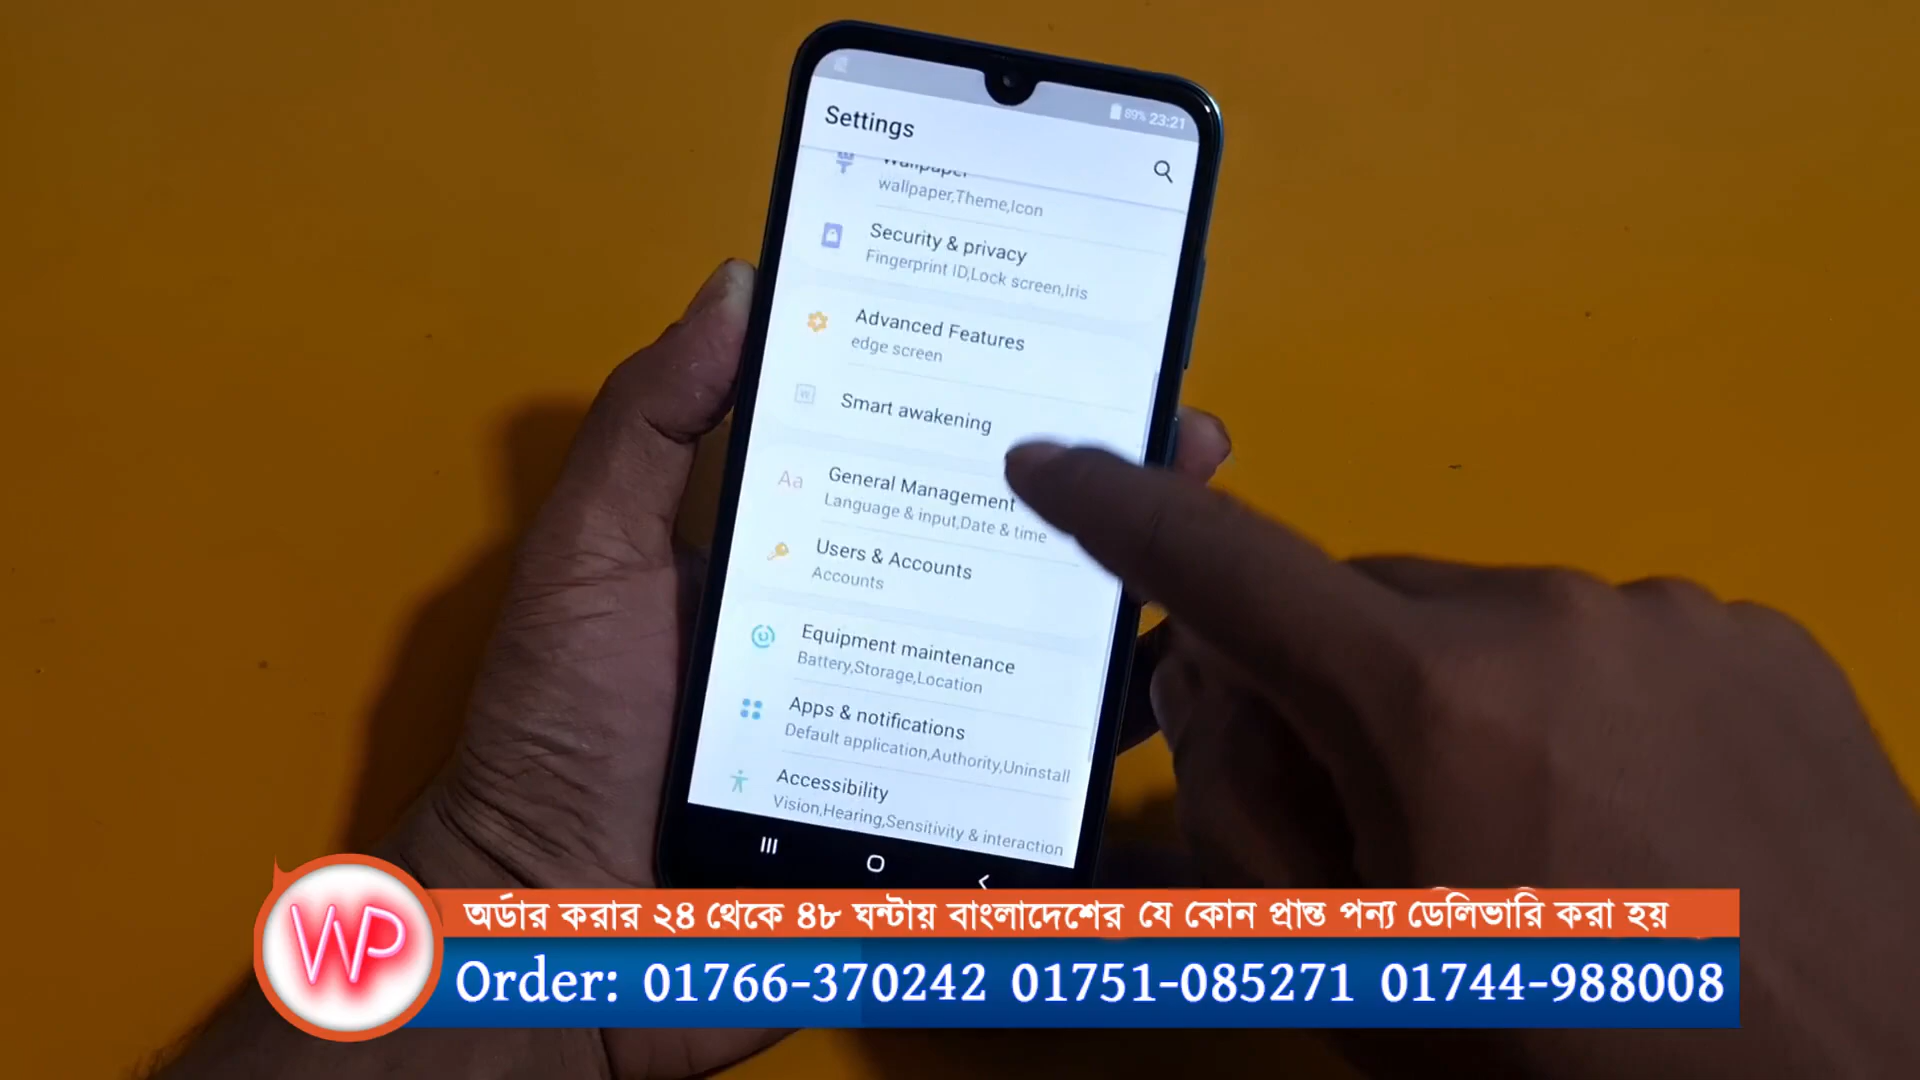 89% 23:21
Settings
Wallpaper
wallpaper,Theme,Icon
Security & privacy
Fingerprint ID,Lock screen,Iris
Advanced Features
edge screen
W
Smart awakening
Aa
General Management
Language & input,Date & time
Users & Accounts
Accounts
Equipment maintenance
Battery,Storage,Location
Apps & notifications
Default application,Authority,Uninstall
Accessibility
Vision,Hearing,Sensitivity & interaction
WP
অর্ডার করার ২৪ থেকে ৪৮ ঘন্টায় বাংলাদেশের যে কোন প্রান্ত পন্য ডেলিভারি করা হয়
Order: 01766-370242 01751-085271 01744-988008